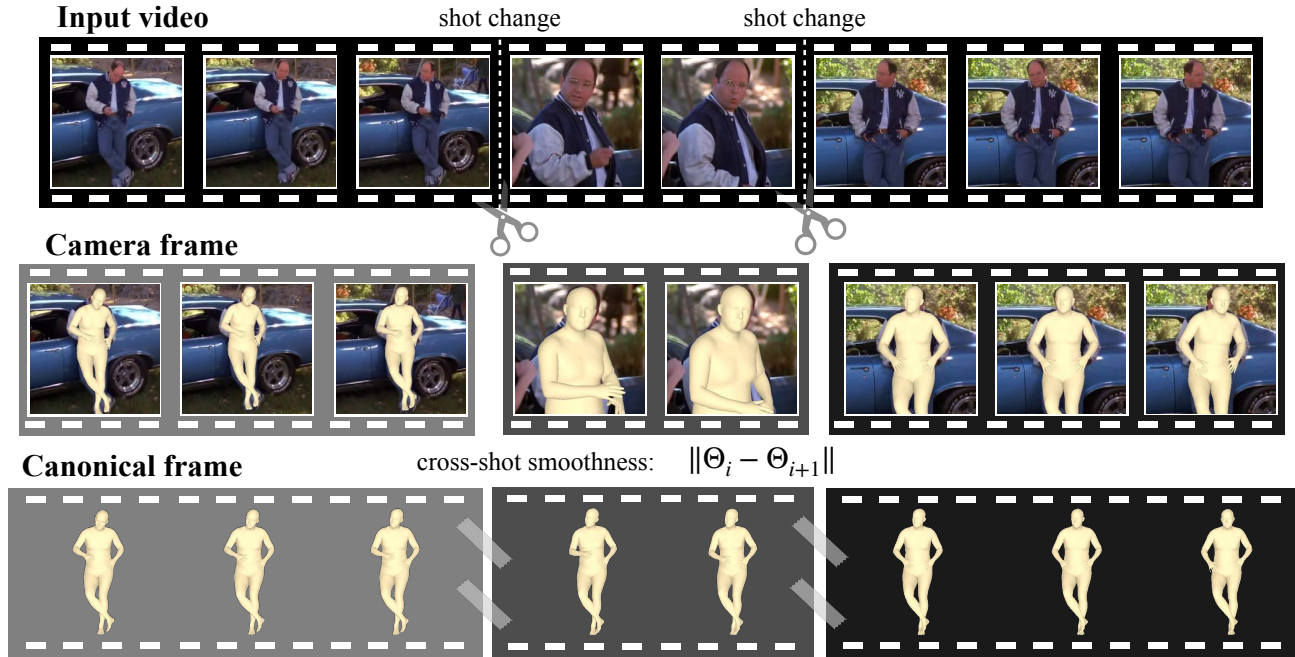 Input video
shot change
shot change
Camera frame
Canonical frame
cross-shot smoothness: ‖Θ_i − Θ_{i+1}‖